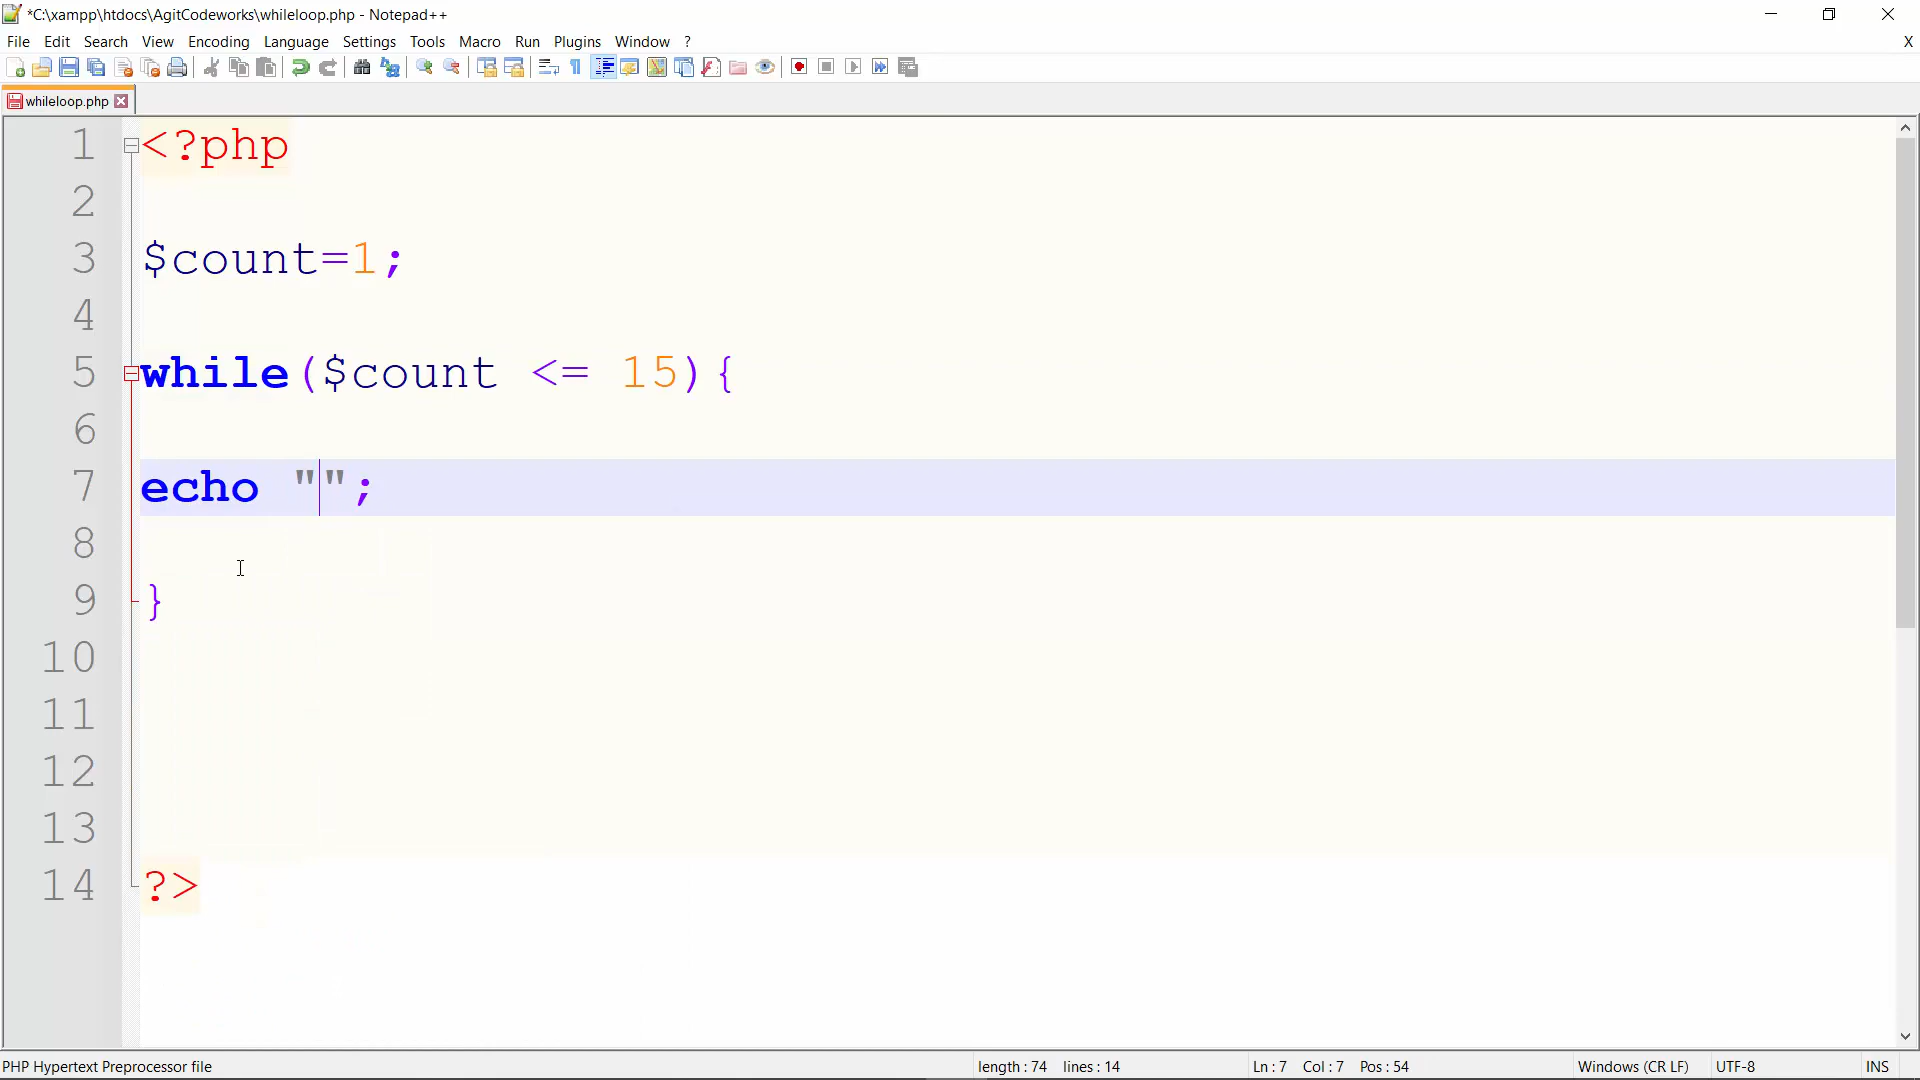 *C:\xampp\htdocs\AgitCodeworks\whileloop.php - Notepad++
File Edit Search View Encoding Language Settings Tools Macro Run Plugins Window ? X
whileloop.php
1 <?php
2
3 $count=1;
4
5 while($count <= 15){
6
7 echo "";
8
9 }
10
11
12
13
14 ?>
PHP Hypertext Preprocessor file length : 74 lines : 14 Ln : 7 Col : 7 Pos : 54 Windows (CR LF) UTF-8 INS